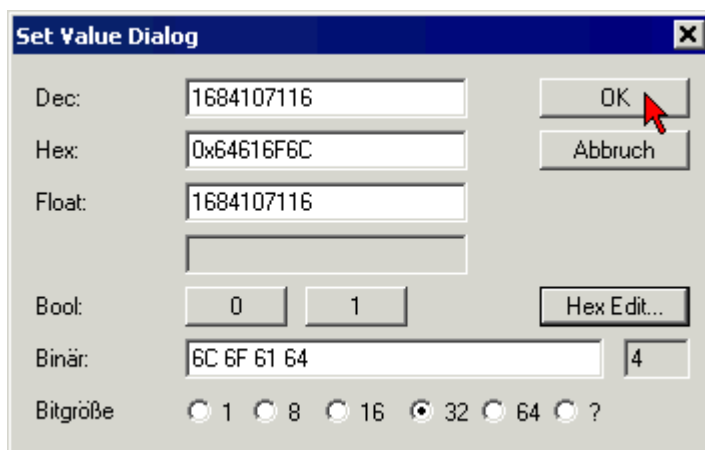 Set Value Dialog
Dec: 1684107116 OK
Hex: 0x64616F6C Abbruch
Float: 1684107116
Bool: 0 1 Hex Edit...
Binär: 6C 6F 61 64 4
Bitgröße 1 8 16 32 64 ?